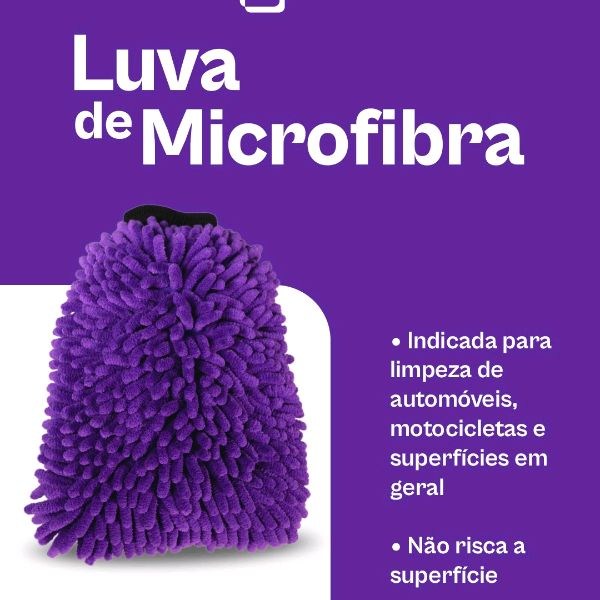 Luva
de Microfibra
• Indicada para
limpeza de
automóveis,
motocicletas e
superfícies em
geral
• Não risca a
superfície